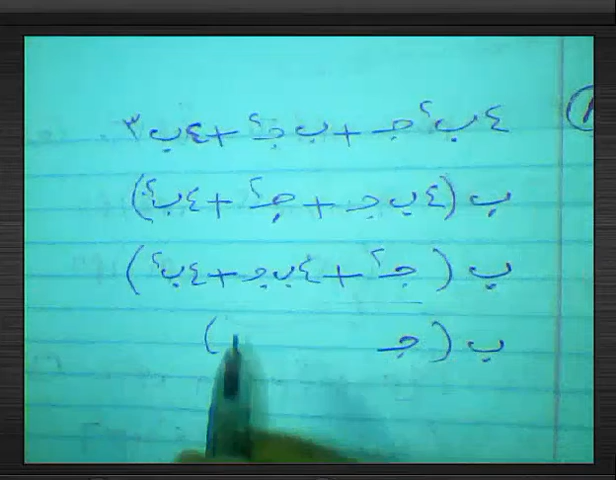 ٤ب٢جـ + ب جـ٢ + ٤ب٣
ب (٤ب جـ + جـ٢ + ٤ب٢)
ب (جـ٢ + ٤ب جـ + ٤ب٢)
ب (جـ )